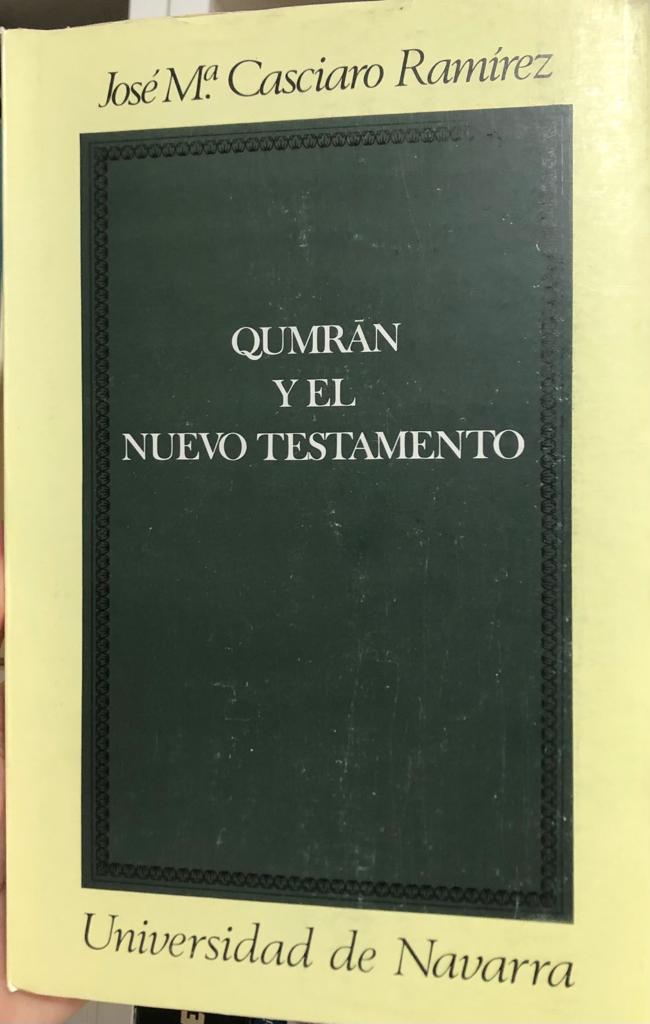 José Mª. Casciaro Ramírez
QUMRĀN
Y EL
NUEVO TESTAMENTO
Universidad de Navarra